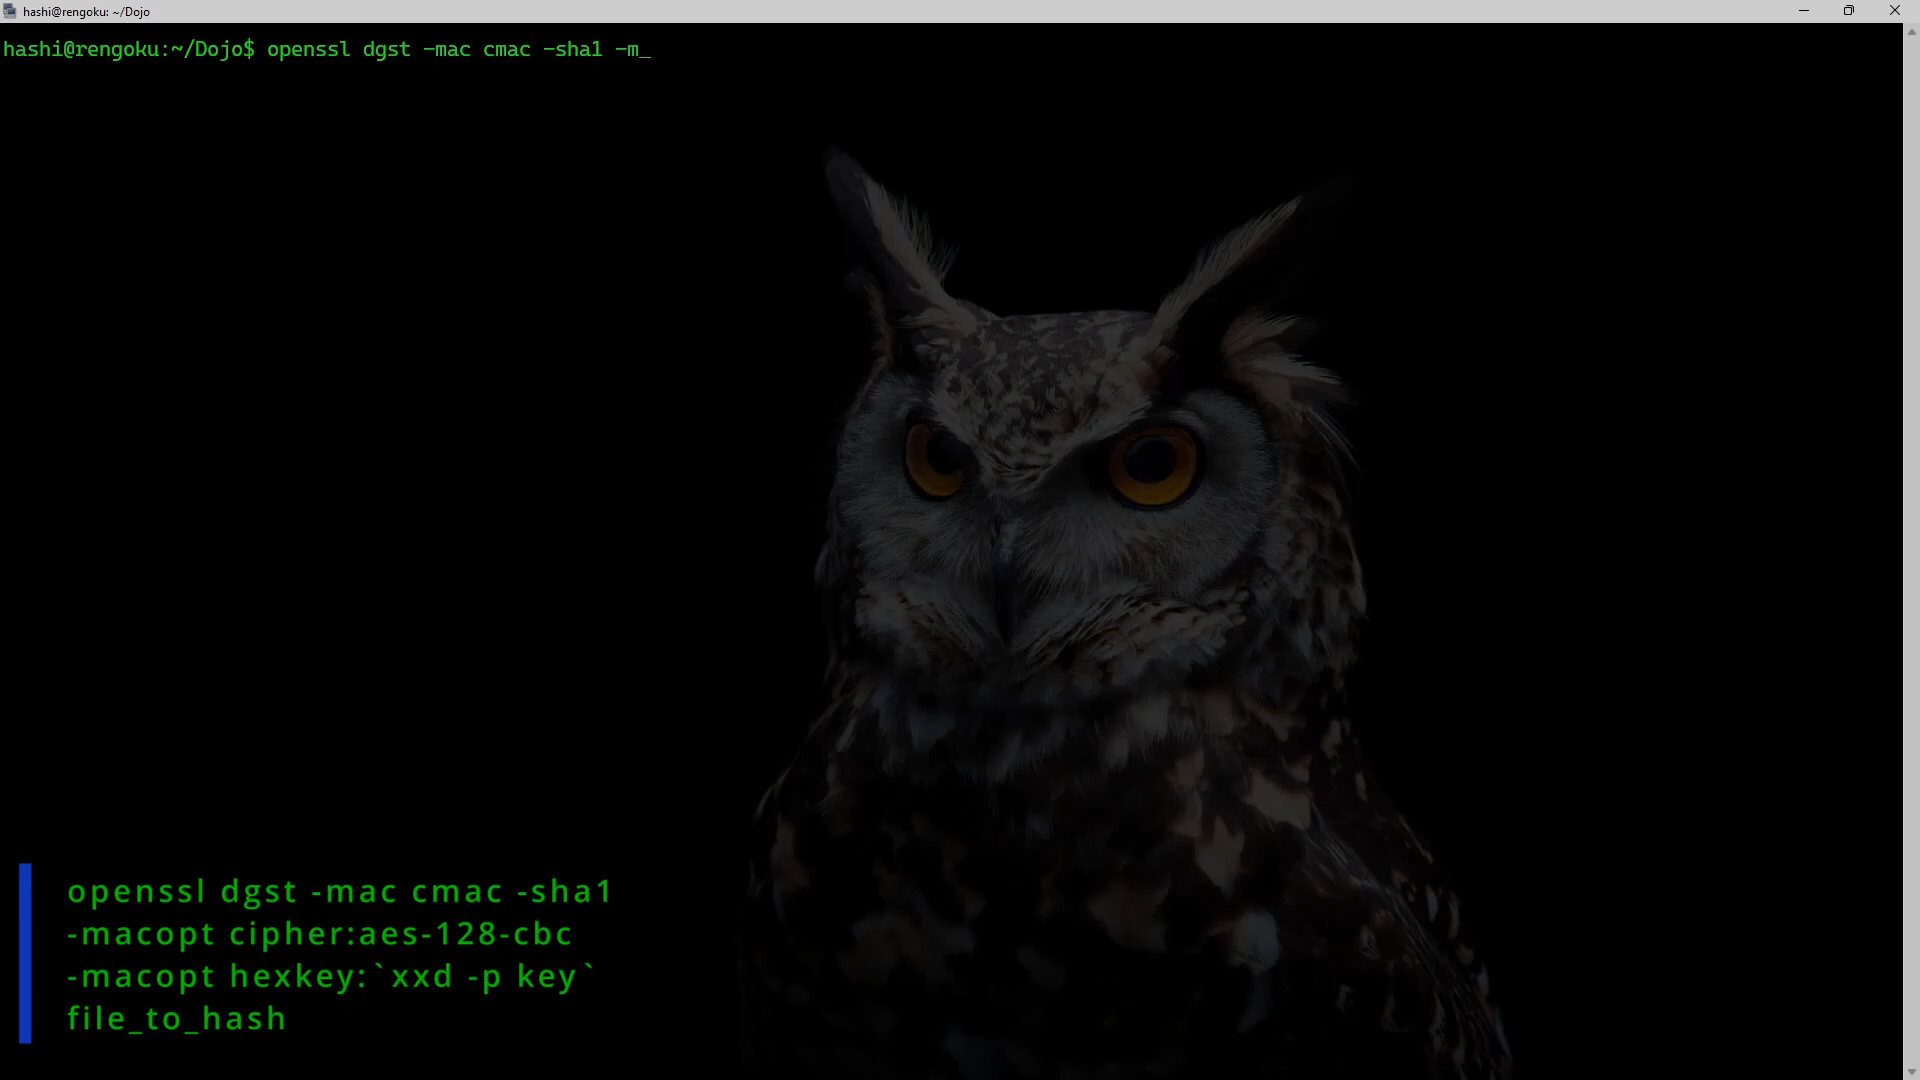 hashi@rengoku: ~/Dojo
hashi@rengoku:~/Dojo$ openssl dgst -mac cmac -sha1 -m_
openssl dgst -mac cmac -sha1
-macopt cipher:aes-128-cbc
-macopt hexkey:`xxd -p key`
file_to_hash